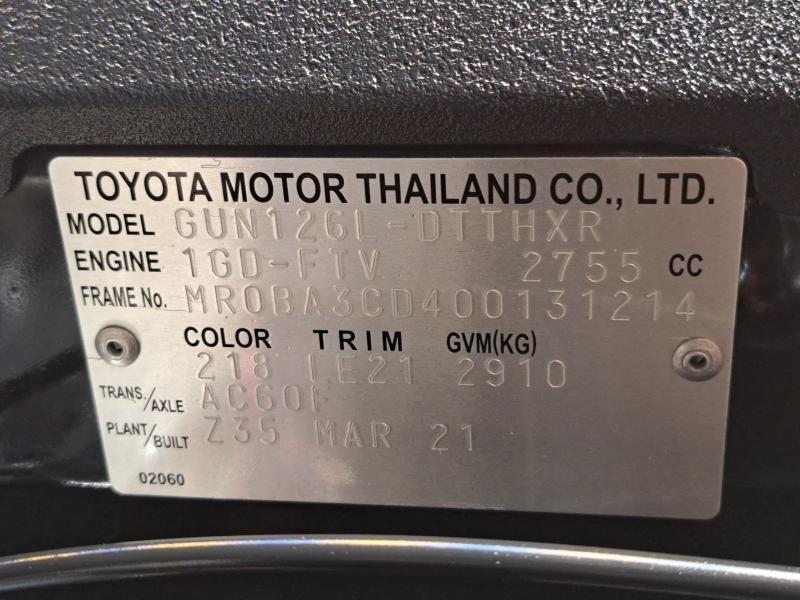 TOYOTA MOTOR THAILAND CO., LTD.
MODEL GUN126L-DTTHXR
ENGINE 1GD-FTV 2755 CC
FRAME No. MR0BA3CD400131214
COLOR TRIM GVM(KG)
218 LE21 2910
TRANS./AXLE AC60F
PLANT/BUILT Z35 MAR 21
02060